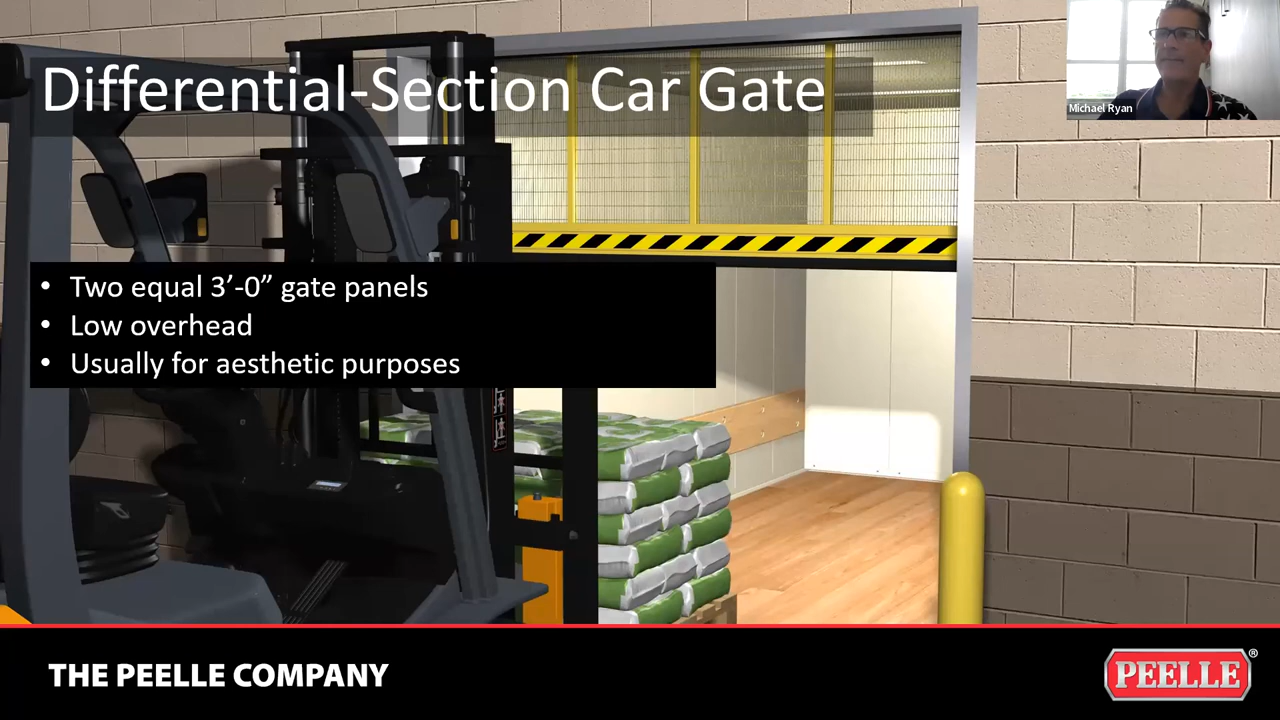 Differential-Section Car Gate
Michael Ryan
• Two equal 3’-0” gate panels
• Low overhead
• Usually for aesthetic purposes
THE PEELLE COMPANY
PEELLE®